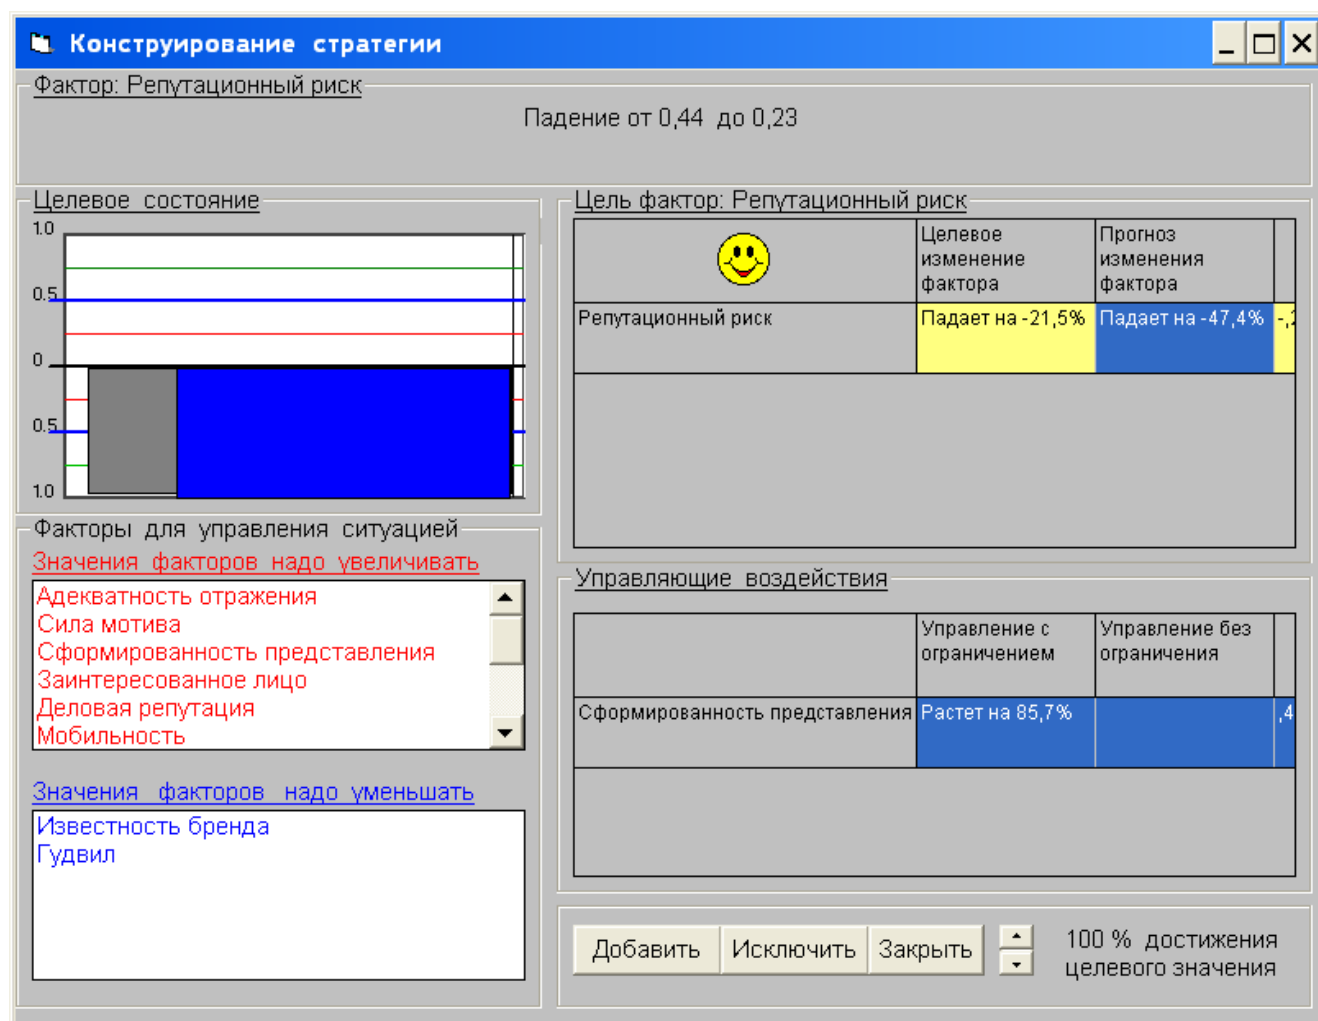 Конструирование стратегии
Фактор: Репутационный риск
Падение от 0,44 до 0,23
Целевое состояние
1.0
0.5
0
0.5
1.0
Факторы для управления ситуацией
Значения факторов надо увеличивать
Адекватность отражения
Сила мотива
Сформированность представления
Заинтересованное лицо
Деловая репутация
Мобильность
Значения факторов надо уменьшать
Известность бренда
Гудвил
Цель фактор: Репутационный риск
Целевое
изменение
фактора
Прогноз
изменения
фактора
Репутационный риск
Падает на -21,5%
Падает на -47,4%
Управляющие воздействия
Управление с
ограничением
Управление без
ограничения
Сформированность представления
Растет на 85,7%
,4
Добавить
Исключить
Закрыть
100 % достижения
целевого значения